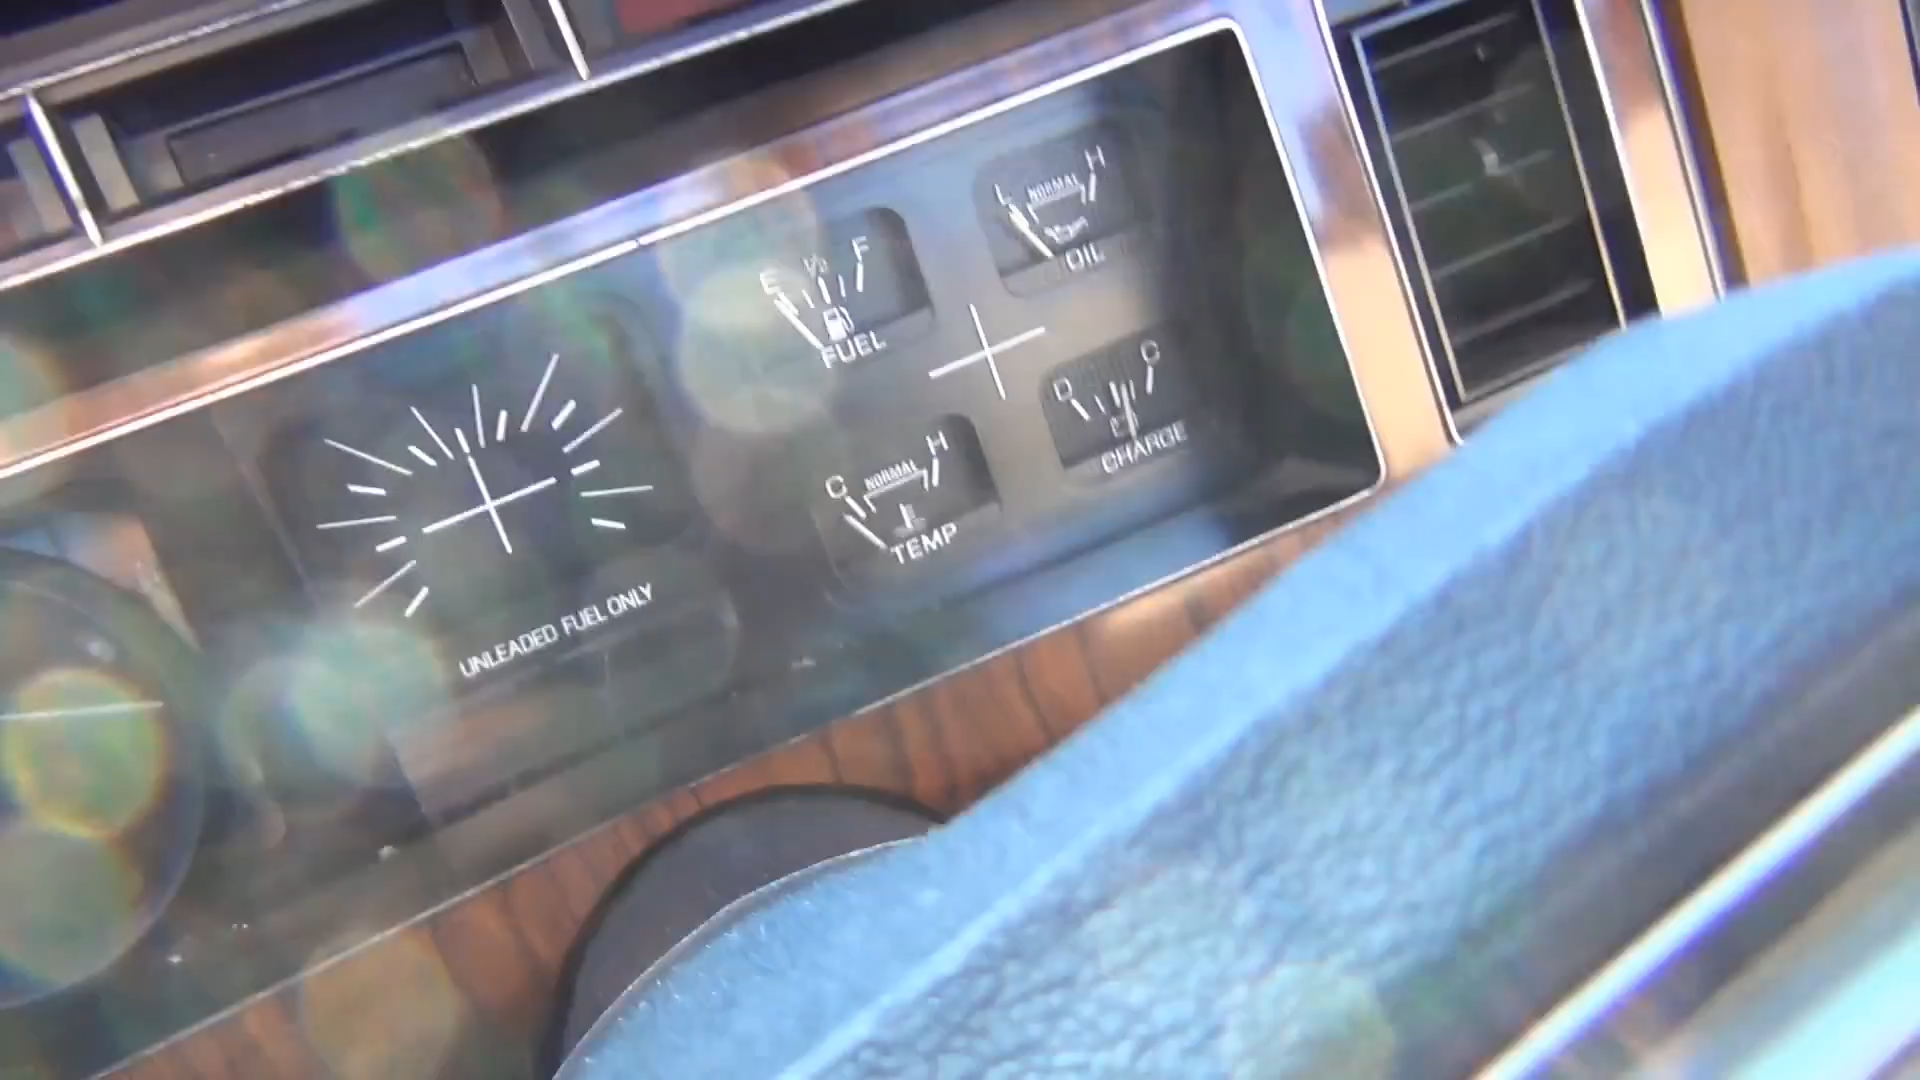 L NORMAL H
OIL
E 1/2 F
FUEL
D C
CHARGE
C NORMAL H
TEMP
UNLEADED FUEL ONLY